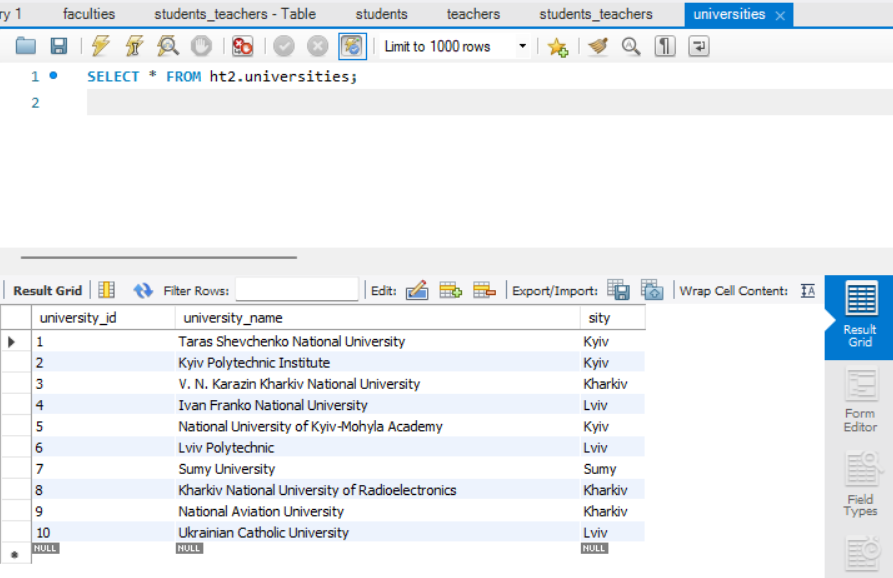 ry 1 faculties students_teachers - Table students teachers students_teachers universities
Limit to 1000 rows
1 SELECT * FROM ht2.universities;
2
Result Grid Filter Rows: Edit: Export/Import: Wrap Cell Content:
university_id university_name sity
1 Taras Shevchenko National University Kyiv
2 Kyiv Polytechnic Institute Kyiv
3 V. N. Karazin Kharkiv National University Kharkiv
4 Ivan Franko National University Lviv
5 National University of Kyiv-Mohyla Academy Kyiv
6 Lviv Polytechnic Lviv
7 Sumy University Sumy
8 Kharkiv National University of Radioelectronics Kharkiv
9 National Aviation University Kharkiv
10 Ukrainian Catholic University Lviv
NULL NULL NULL
Result
Grid
Form
Editor
Field
Types